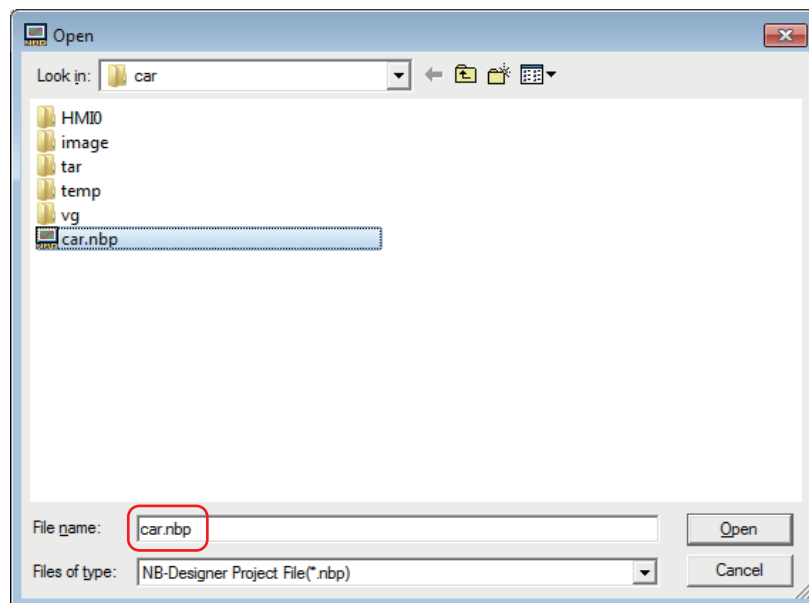 Open
Look in: car
HMI0
image
tar
temp
vg
car.nbp
File name: car.nbp Open
Files of type: NB-Designer Project File(*.nbp) Cancel